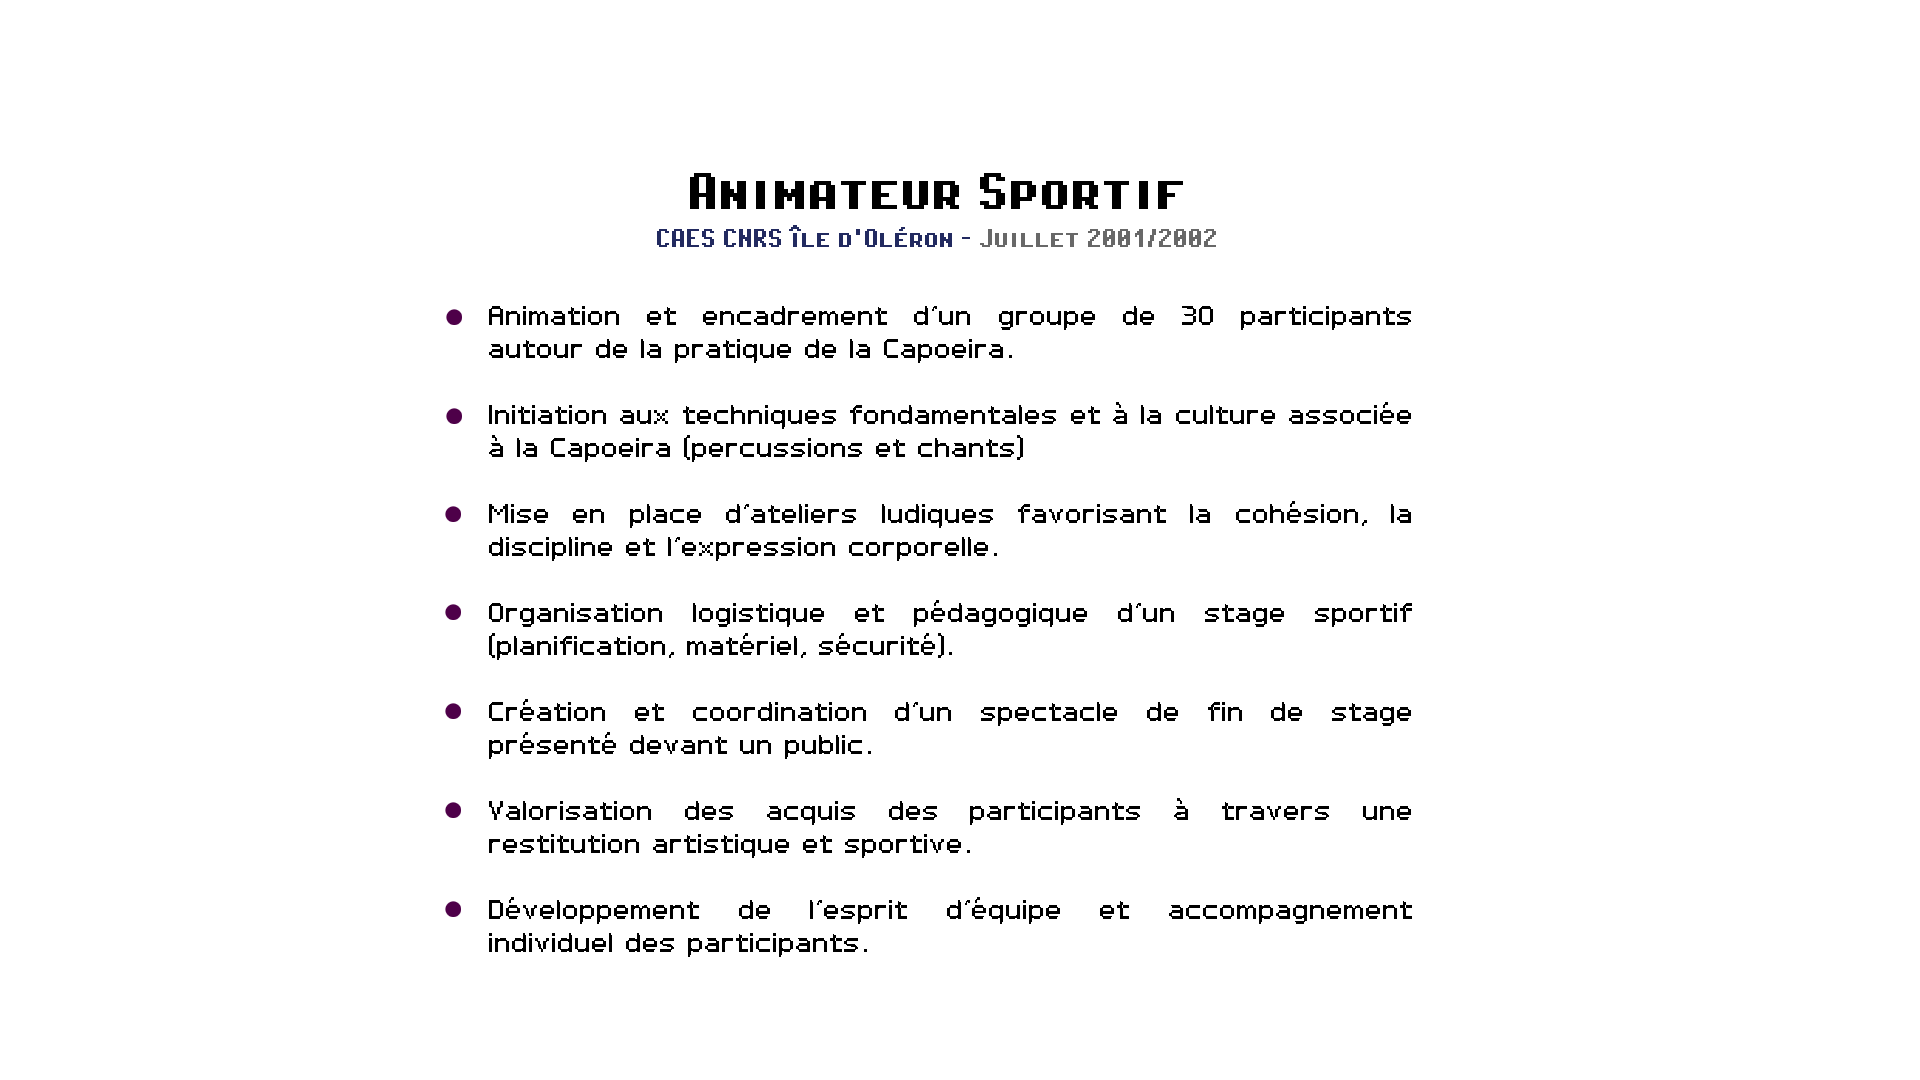 Animateur Sportif
CAES CNRS Île d'Oléron - Juillet 2001/2002
Animation et encadrement d'un groupe de 30 participants
autour de la pratique de la Capoeira.
Initiation aux techniques fondamentales et à la culture associée
à la Capoeira (percussions et chants)
Mise en place d'ateliers ludiques favorisant la cohésion, la
discipline et l'expression corporelle.
Organisation logistique et pédagogique d'un stage sportif
(planification, matériel, sécurité).
Création et coordination d'un spectacle de fin de stage
présenté devant un public.
Valorisation des acquis des participants à travers une
restitution artistique et sportive.
Développement de l'esprit d'équipe et accompagnement
individuel des participants.